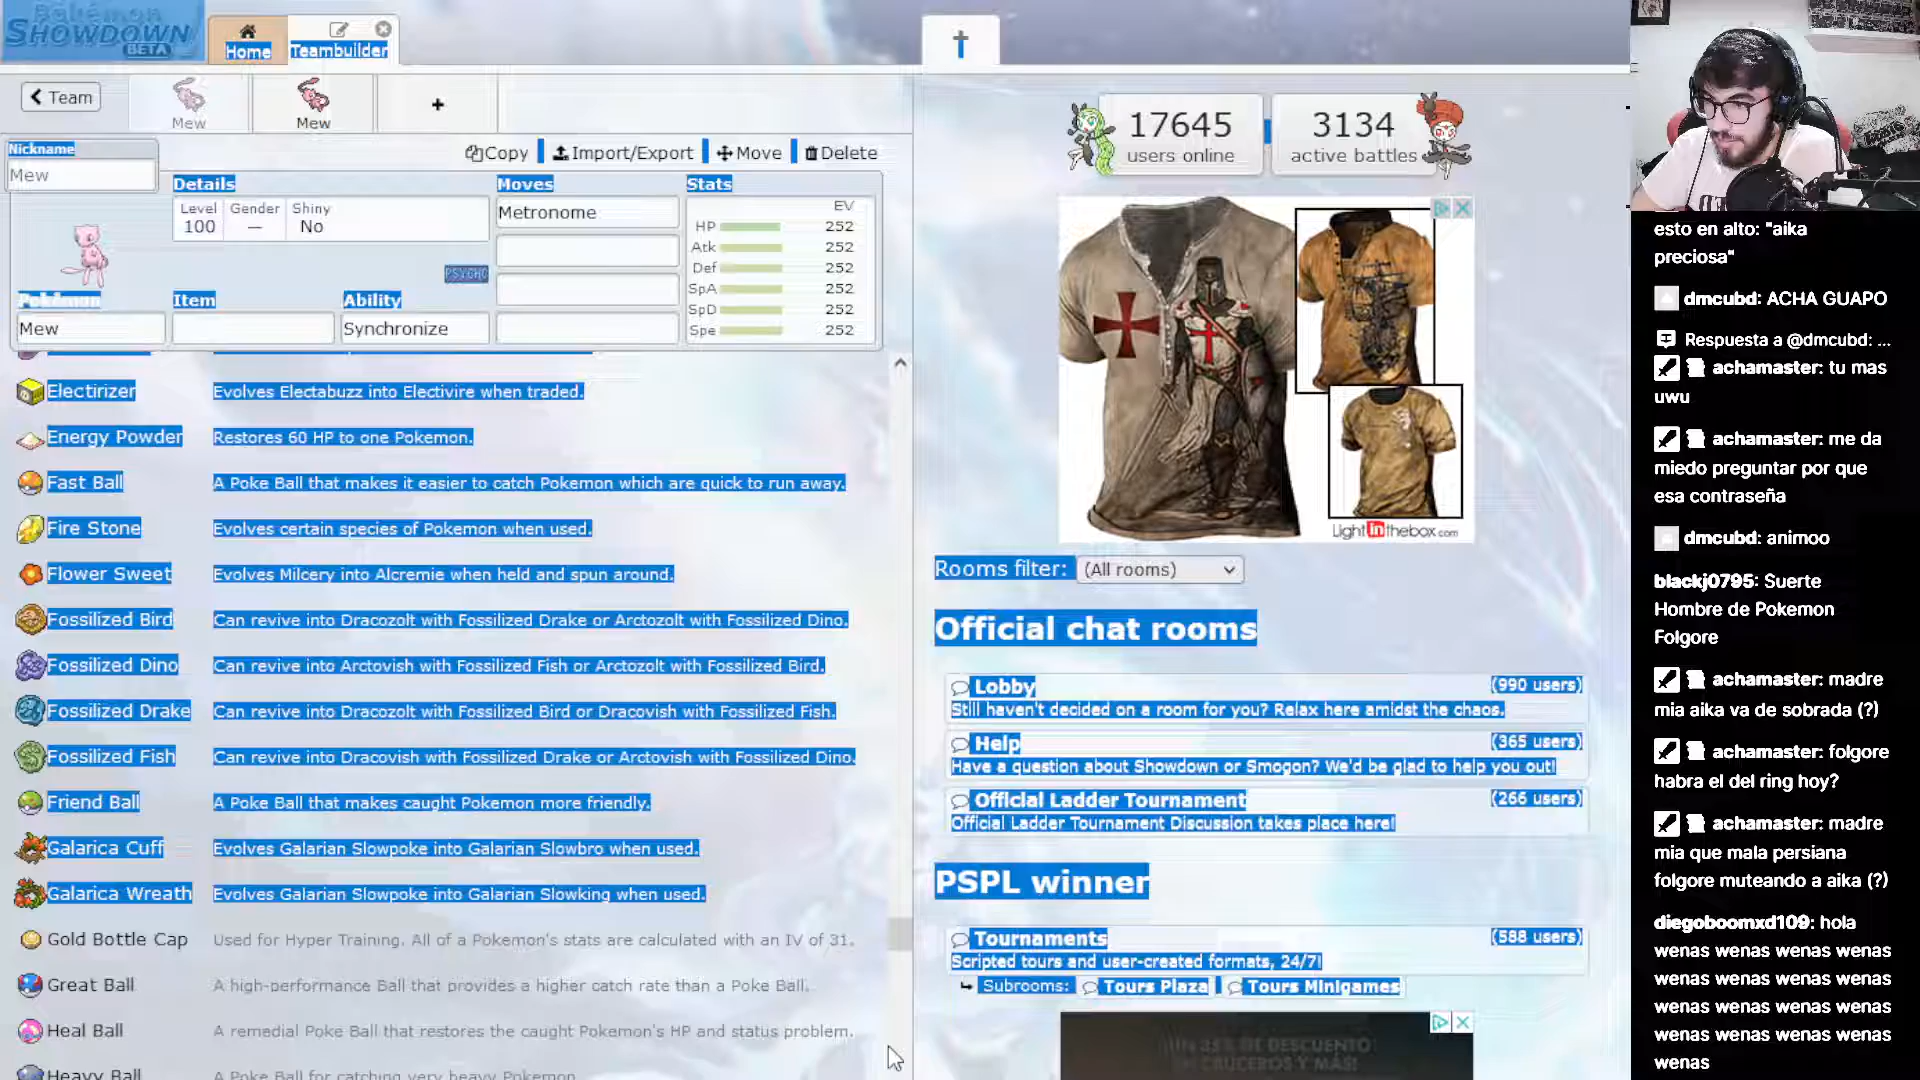 Pokémon
SHOWDOWN
BETA
Home
Teambuilder
Team
Mew
Mew
+
Nickname
Mew
Copy
Import/Export
Move
Delete
Details
Moves
Stats
Level
Gender
Shiny
100
—
No
Metronome
EV
HP 252
Atk 252
Def 252
SpA 252
SpD 252
Spe 252
PSYCHC
Pokémon
Item
Ability
Mew
Synchronize
Electirizer Evolves Electabuzz into Electivire when traded.
Energy Powder Restores 60 HP to one Pokemon.
Fast Ball A Poke Ball that makes it easier to catch Pokemon which are quick to run away.
Fire Stone Evolves certain species of Pokemon when used.
Flower Sweet Evolves Milcery into Alcremie when held and spun around.
Fossilized Bird Can revive into Dracozolt with Fossilized Drake or Arctozolt with Fossilized Dino.
Fossilized Dino Can revive into Arctovish with Fossilized Fish or Arctozolt with Fossilized Bird.
Fossilized Drake Can revive into Dracozolt with Fossilized Bird or Dracovish with Fossilized Fish.
Fossilized Fish Can revive into Dracovish with Fossilized Drake or Arctovish with Fossilized Dino.
Friend Ball A Poke Ball that makes caught Pokemon more friendly.
Galarica Cuff Evolves Galarian Slowpoke into Galarian Slowbro when used.
Galarica Wreath Evolves Galarian Slowpoke into Galarian Slowking when used.
Gold Bottle Cap Used for Hyper Training. All of a Pokemon's stats are calculated with an IV of 31.
Great Ball A high-performance Ball that provides a higher catch rate than a Poke Ball.
Heal Ball A remedial Poke Ball that restores the caught Pokemon's HP and status problem.
Heavy Ball A Poke Ball for catching very heavy Pokemon.
17645
users online
3134
active battles
Light in the box.com
Rooms filter: (All rooms)
Official chat rooms
Lobby (990 users)
Still haven't decided on a room for you? Relax here amidst the chaos.
Help (365 users)
Have a question about Showdown or Smogon? We'd be glad to help you out!
Official Ladder Tournament (266 users)
Official Ladder Tournament Discussion takes place here!
PSPL winner
Tournaments (588 users)
Scripted tours and user-created formats, 24/7!
Subrooms: Tours Plaza Tours Minigames
UN 35% DE DESCUENTO
CRUCEROS Y MÁS!
esto en alto: "aika
preciosa"
dmcubd: ACHA GUAPO
Respuesta a @dmcubd: ...
achamaster: tu mas
uwu
achamaster: me da
miedo preguntar por que
esa contraseña
dmcubd: animoo
blackj0795: Suerte
Hombre de Pokemon
Folgore
achamaster: madre
mia aika va de sobrada (?)
achamaster: folgore
habra el del ring hoy?
achamaster: madre
mia que mala persiana
folgore muteando a aika (?)
diegoboomxd109: hola
wenas wenas wenas wenas
wenas wenas wenas wenas
wenas wenas wenas wenas
wenas wenas wenas wenas
wenas